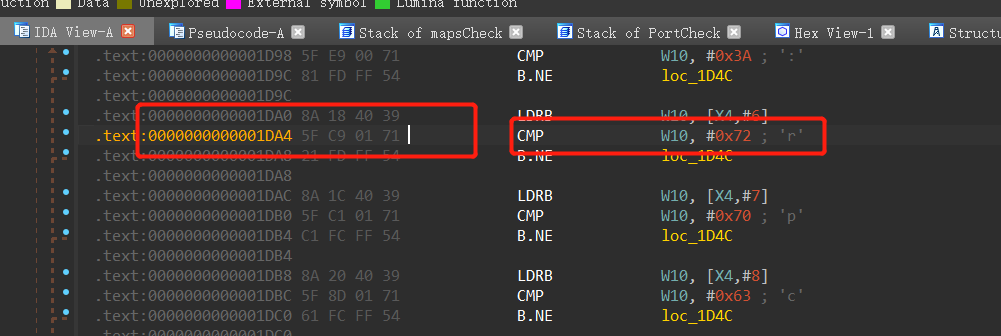 uction Data Unexplored External symbol Lumina function
IDA View-A Pseudocode-A Stack of mapsCheck Stack of PortCheck Hex View-1 A Structu
.text:0000000000001D98 5F E9 00 71 CMP W10, #0x3A ; ':'
.text:0000000000001D9C 81 FD FF 54 B.NE loc_1D4C
.text:0000000000001D9C
.text:0000000000001DA0 8A 18 40 39 LDRB W10, [X4,#6]
.text:0000000000001DA4 5F C9 01 71 CMP W10, #0x72 ; 'r'
.text:0000000000001DA8 21 FD FF 54 B.NE loc_1D4C
.text:0000000000001DA8
.text:0000000000001DAC 8A 1C 40 39 LDRB W10, [X4,#7]
.text:0000000000001DB0 5F C1 01 71 CMP W10, #0x70 ; 'p'
.text:0000000000001DB4 C1 FC FF 54 B.NE loc_1D4C
.text:0000000000001DB4
.text:0000000000001DB8 8A 20 40 39 LDRB W10, [X4,#8]
.text:0000000000001DBC 5F 8D 01 71 CMP W10, #0x63 ; 'c'
.text:0000000000001DC0 61 FC FF 54 B.NE loc_1D4C
.text:0000000000001DC0